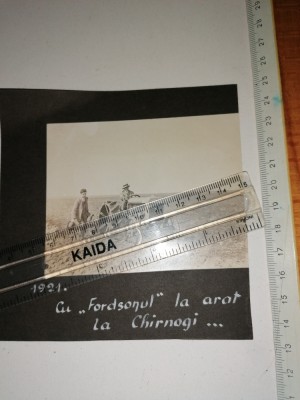 KAIDA
1921.
Cu „Fordsonul" la arat
la Chirnogi ...